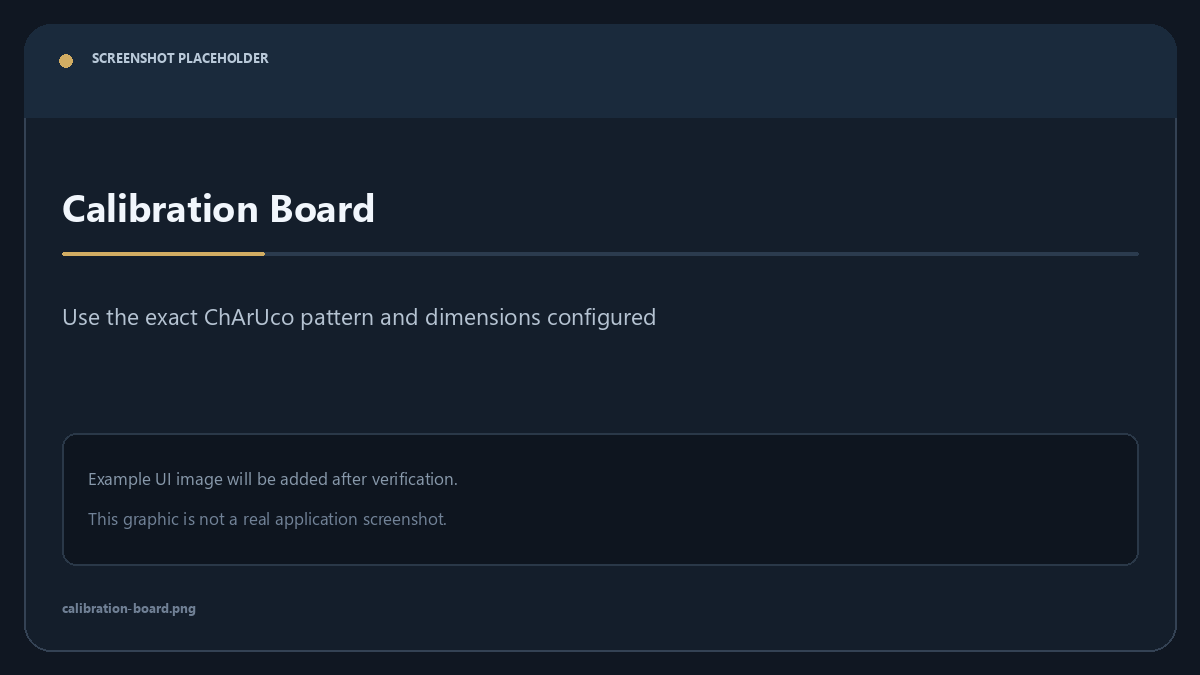 SCREENSHOT PLACEHOLDER
Calibration Board
Use the exact ChArUco pattern and dimensions configured
Example UI image will be added after verification.
This graphic is not a real application screenshot.
calibration-board.png